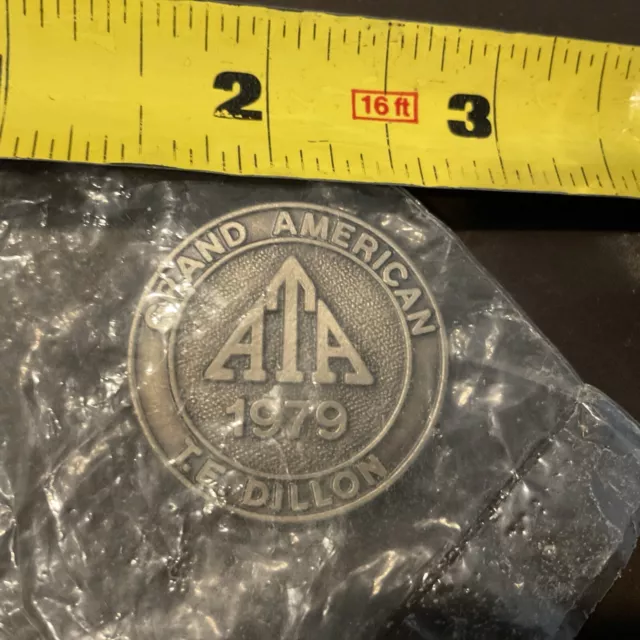 2 16 ft 3
GRAND AMERICAN
ATA
1979
T.E. DILLON